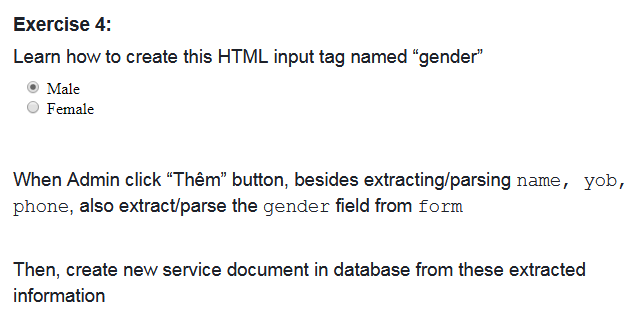 Exercise 4:
Learn how to create this HTML input tag named “gender”
Male
Female
When Admin click “Thêm” button, besides extracting/parsing name, yob,
phone, also extract/parse the gender field from form
Then, create new service document in database from these extracted
information